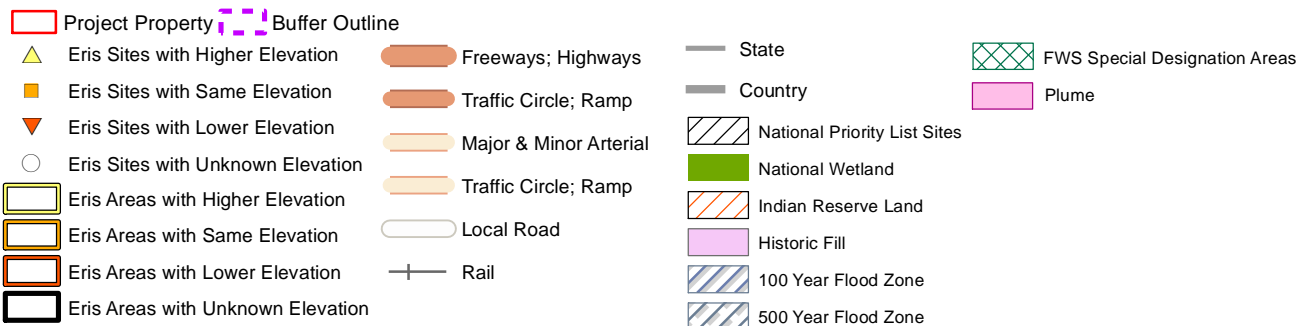 Project Property
Buffer Outline
Eris Sites with Higher Elevation
Eris Sites with Same Elevation
Eris Sites with Lower Elevation
Eris Sites with Unknown Elevation
Eris Areas with Higher Elevation
Eris Areas with Same Elevation
Eris Areas with Lower Elevation
Eris Areas with Unknown Elevation
Freeways; Highways
Traffic Circle; Ramp
Major & Minor Arterial
Traffic Circle; Ramp
Local Road
Rail
State
Country
National Priority List Sites
National Wetland
Indian Reserve Land
Historic Fill
100 Year Flood Zone
500 Year Flood Zone
FWS Special Designation Areas
Plume